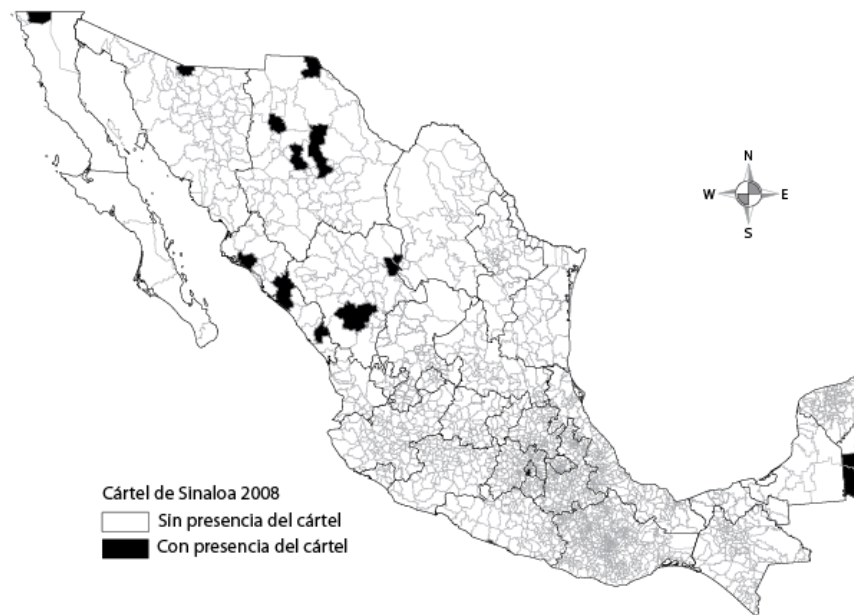 N
W E
S
Cártel de Sinaloa 2008
Sin presencia del cártel
Con presencia del cártel